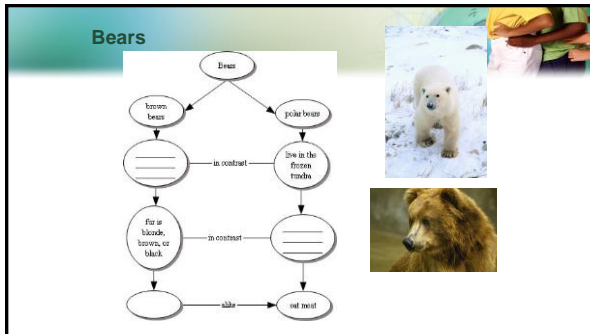 Bears
Bears
brown
bears
polar bears
in contrast
live in the
frozen
tundra
fur is
blonde,
brown, or
black
in contrast
alike
eat meat